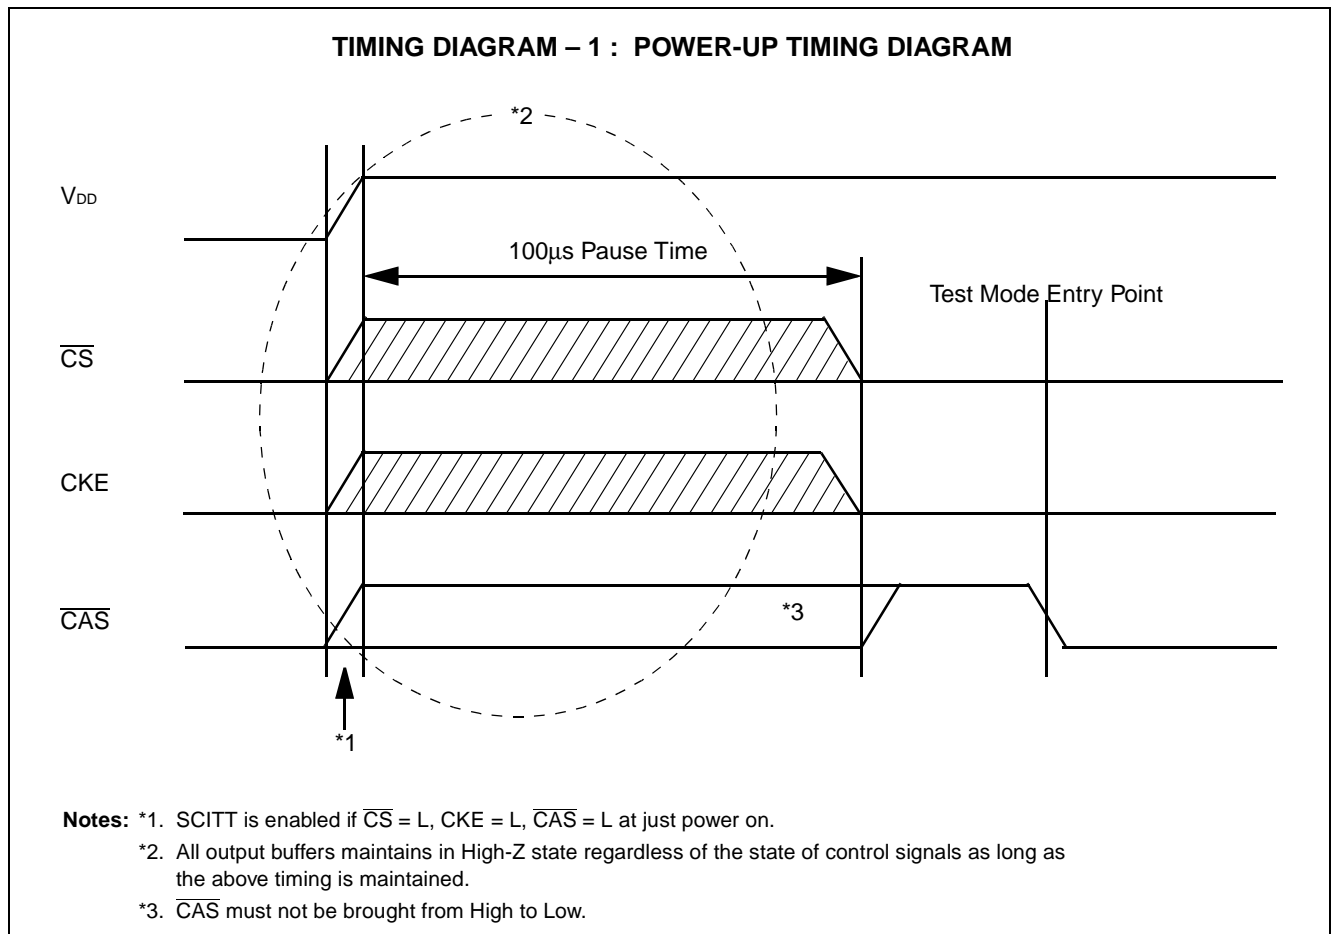 TIMING DIAGRAM – 1 : POWER-UP TIMING DIAGRAM
*2
VDD
100µs Pause Time
Test Mode Entry Point
CS
CKE
CAS
*3
*1
Notes: *1. SCITT is enabled if CS = L, CKE = L, CAS = L at just power on.
*2. All output buffers maintains in High-Z state regardless of the state of control signals as long as
the above timing is maintained.
*3. CAS must not be brought from High to Low.